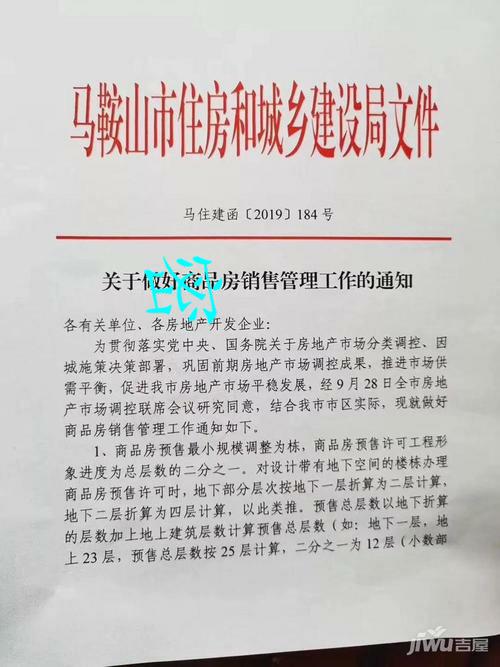 马鞍山市住房和城乡建设局文件
马住建函〔2019〕184号
关于做好商品房销售管理工作的通知
各有关单位、各房地产开发企业：
为贯彻落实党中央、国务院关于房地产市场分类调控、因
城施策决策部署，巩固前期房地产市场调控成果，推进市场供
需平衡，促进我市房地产市场平稳发展，经9月28日全市房地
产市场调控联席会议研究同意，结合我市市区实际，现就做好
商品房销售管理工作通知如下。
1、商品房预售最小规模调整为栋，商品房预售许可工程形
象进度为总层数的二分之一。对设计带有地下空间的楼栋办理
商品房预售许可时，地下部分层次按地下一层折算为二层计算，
地下二层折算为四层计算，以此类推。预售总层数以地下折算
的层数加上地上建筑层数计算预售总层数（如：地下一层，地
上23层，预售总层数按25层计算，二分之一为12层（小数部
JIWU吉屋